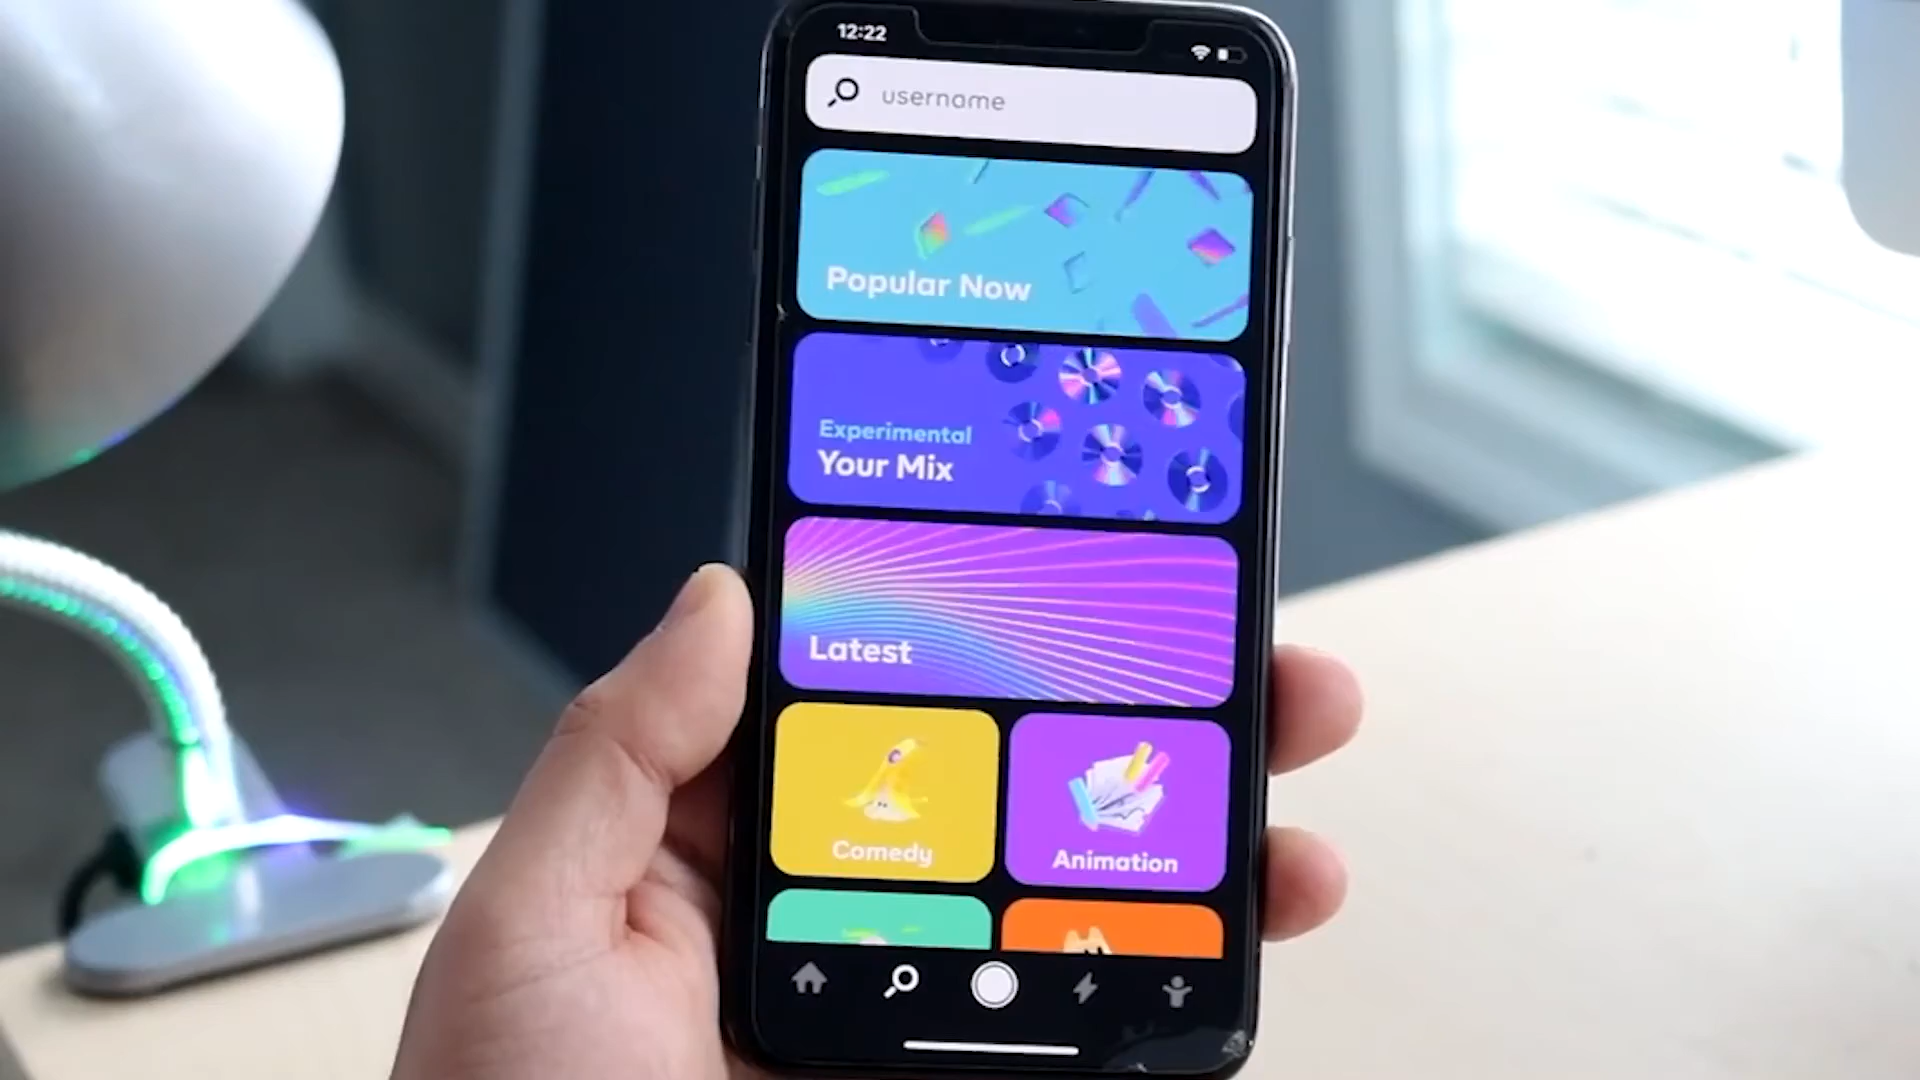 12:22
username
Popular Now
Experimental
Your Mix
Latest
Comedy
Animation